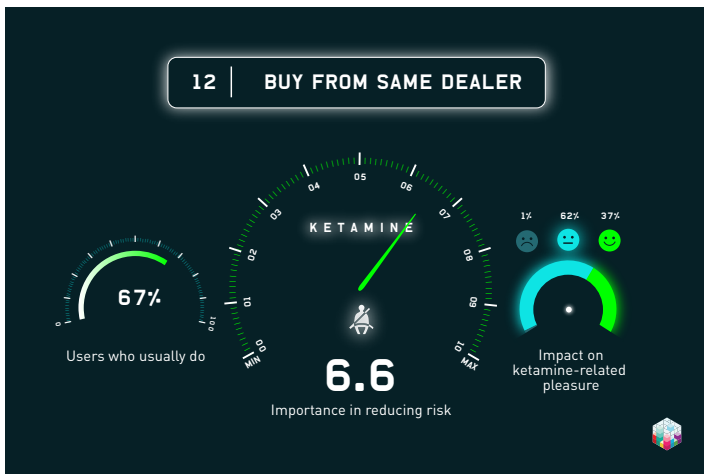 12 BUY FROM SAME DEALER
KETAMINE
MIN
00
01
02
03
04
05
06
07
08
09
10
MAX
0
67%
100
Users who usually do
6.6
Importance in reducing risk
1% 62% 37%
Impact on
ketamine-related
pleasure